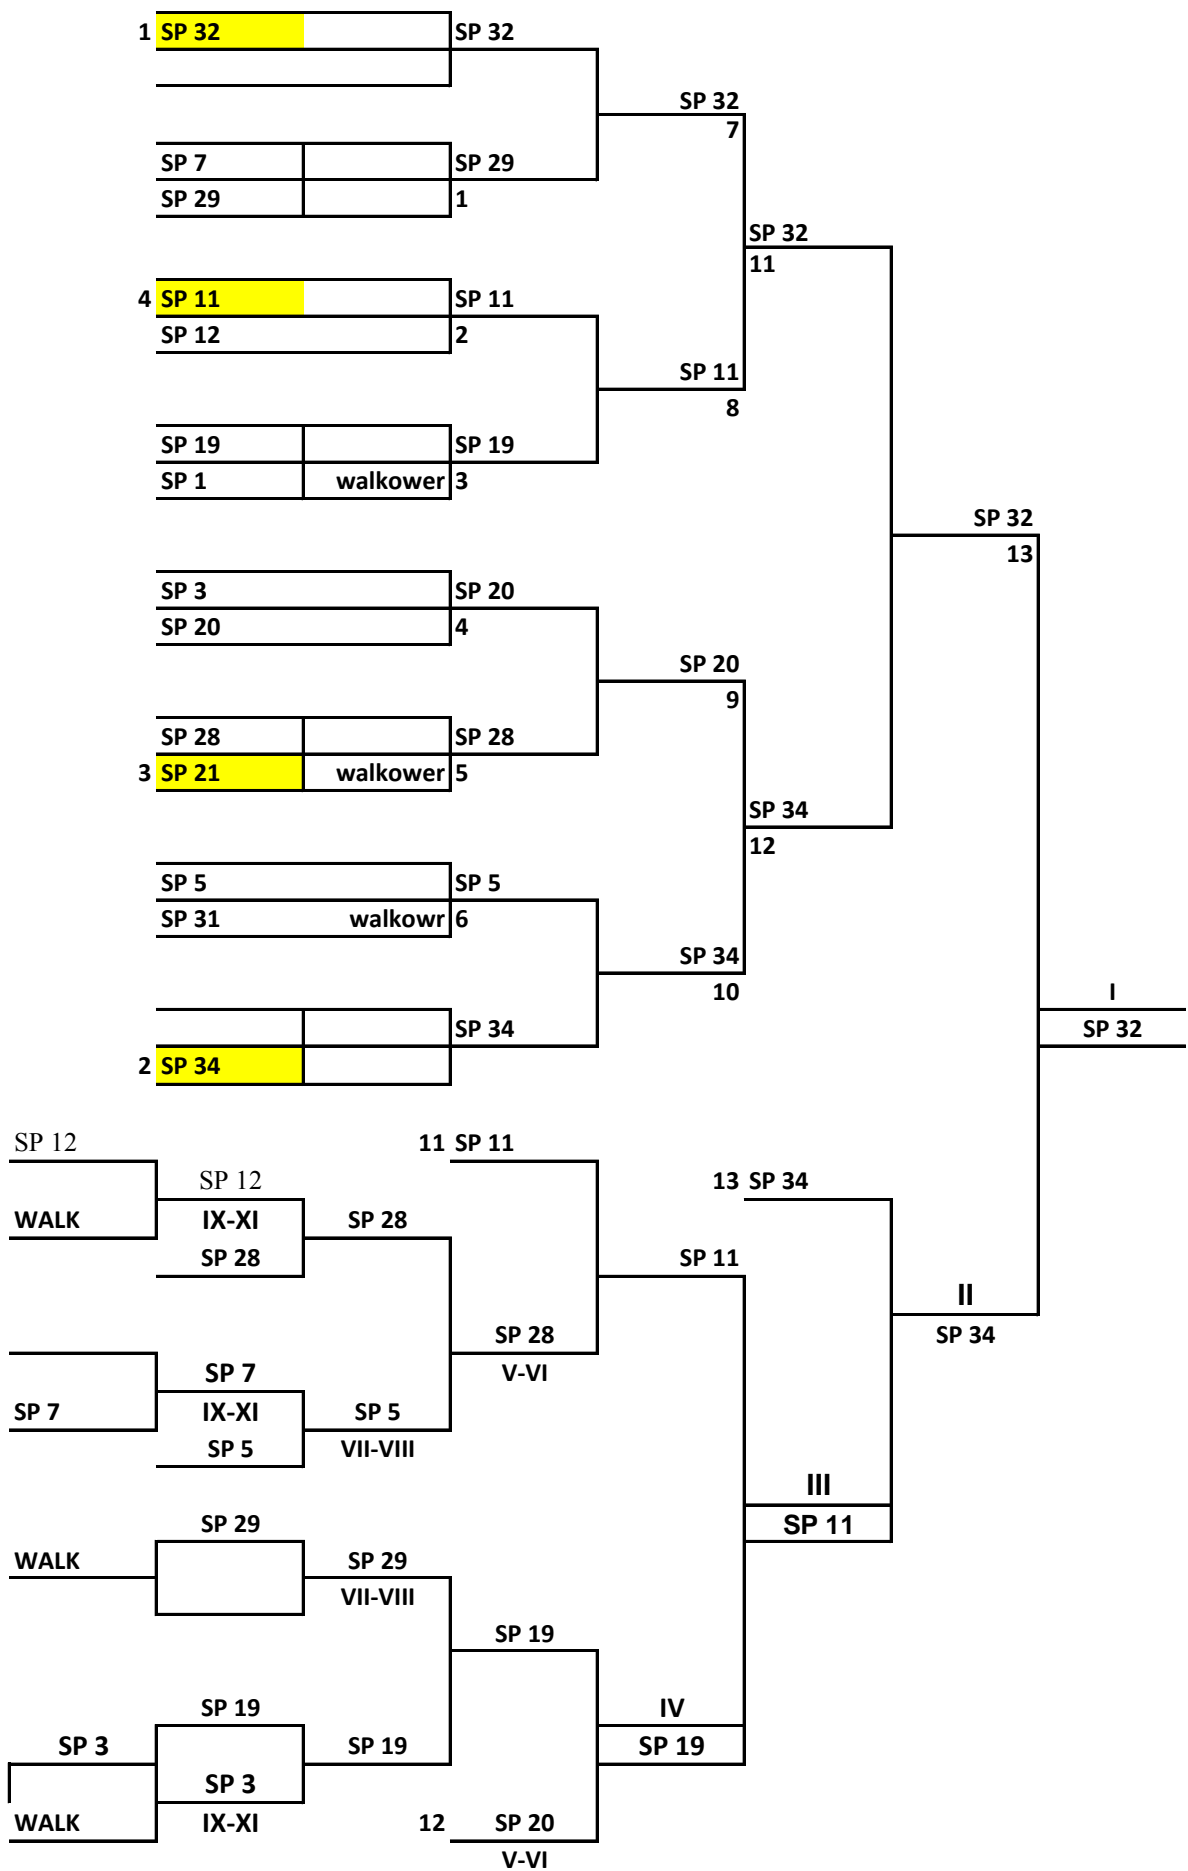 1 SP 32 SP 32
SP 32
7
SP 7 SP 29
SP 29 1
SP 32
11
4 SP 11 SP 11
SP 12 2
SP 11
8
SP 19 SP 19
SP 1 walkower 3
SP 32
13
SP 3 SP 20
SP 20 4
SP 20
9
SP 28 SP 28
3 SP 21 walkower 5
SP 34
12
SP 5 SP 5
SP 31 walkowr 6
SP 34
10
I
SP 34 SP 32
2 SP 34
SP 12 11 SP 11
SP 12 13 SP 34
WALK IX-XI SP 28
SP 28 SP 11
II
SP 28 SP 34
SP 7 V-VI
SP 7 IX-XI SP 5
SP 5 VII-VIII
III
SP 29 SP 11
WALK SP 29
VII-VIII
SP 19
SP 19 IV
SP 3 SP 19 SP 19
SP 3
WALK IX-XI 12 SP 20
V-VI